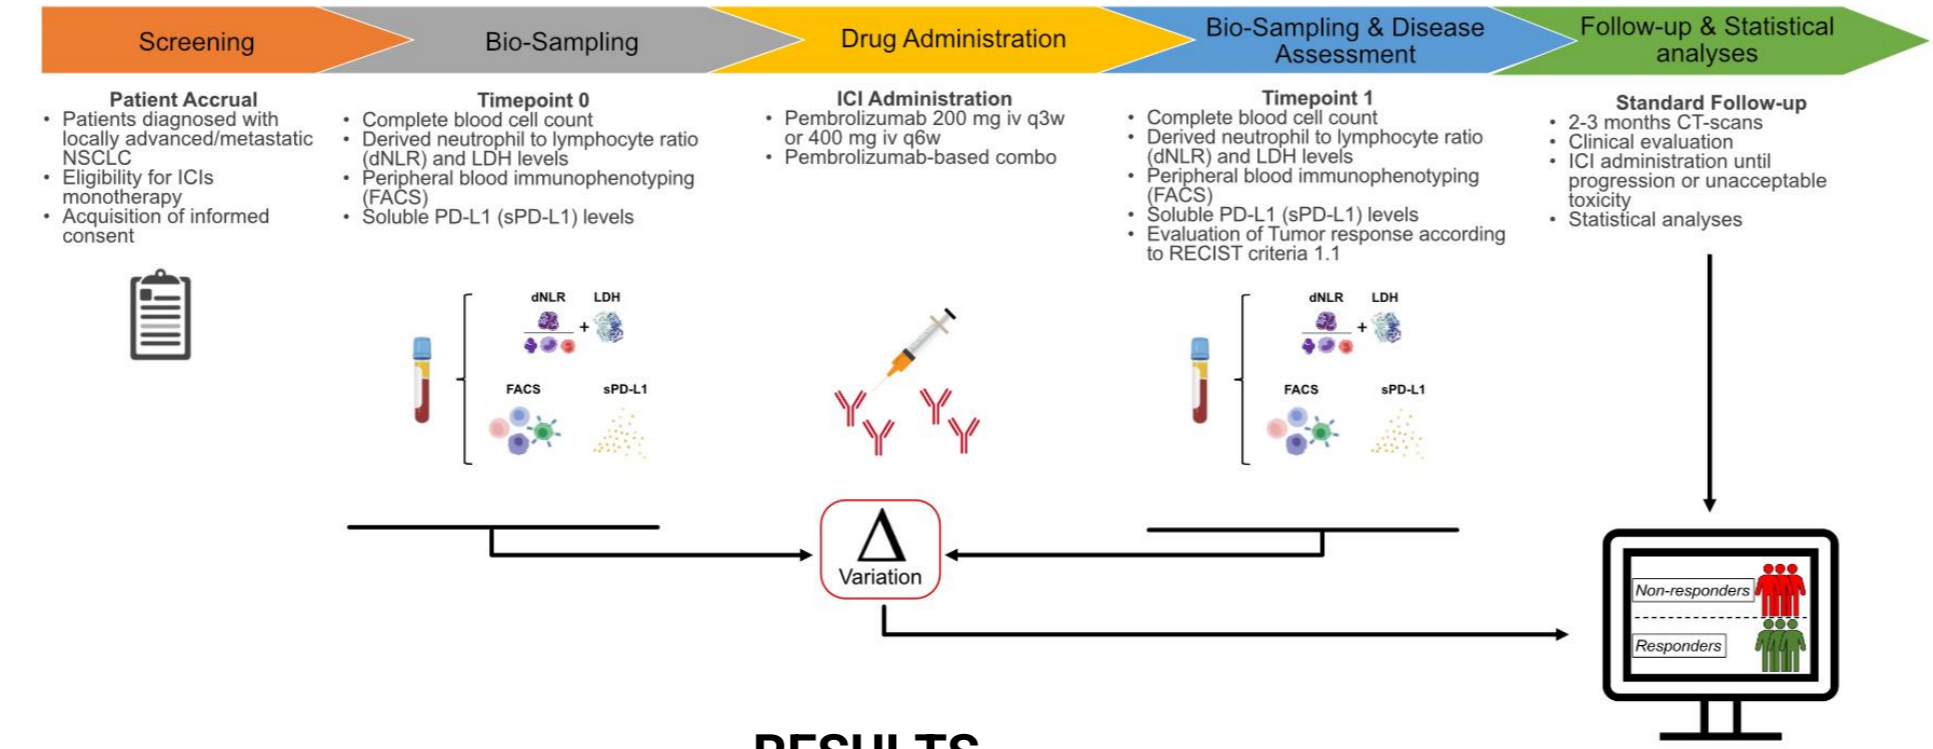 Screening
Bio-Sampling
Drug Administration
Bio-Sampling & Disease
Assessment
Follow-up & Statistical
analyses
Patient Accrual
• Patients diagnosed with
locally advanced/metastatic
NSCLC
• Eligibility for ICIs
monotherapy
• Acquisition of informed
consent
Timepoint 0
• Complete blood cell count
• Derived neutrophil to lymphocyte ratio
(dNLR) and LDH levels
• Peripheral blood immunophenotyping
(FACS)
• Soluble PD-L1 (sPD-L1) levels
ICI Administration
• Pembrolizumab 200 mg iv q3w
or 400 mg iv q6w
• Pembrolizumab-based combo
Timepoint 1
• Complete blood cell count
• Derived neutrophil to lymphocyte ratio
(dNLR) and LDH levels
• Peripheral blood immunophenotyping
(FACS)
• Soluble PD-L1 (sPD-L1) levels
• Evaluation of Tumor response according
to RECIST criteria 1.1
Standard Follow-up
• 2-3 months CT-scans
• Clinical evaluation
• ICI administration until
progression or unacceptable
toxicity
• Statistical analyses
dNLR LDH
+
FACS sPD-L1
dNLR LDH
+
FACS sPD-L1
Δ
Variation
Non-responders
Responders
RESULTS